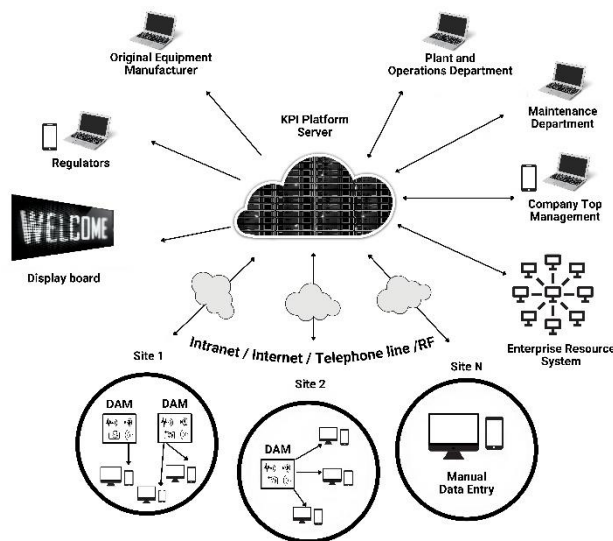 Original Equipment
Manufacturer
Plant and
Operations Department
KPI Platform
Server
Maintenance
Department
Regulators
Company Top
Management
WELCOME
Display board
Enterprise Resource
System
Intranet / Internet / Telephone line /RF
Site 1
Site 2
Site N
DAM
DAM
DAM
Manual
Data Entry